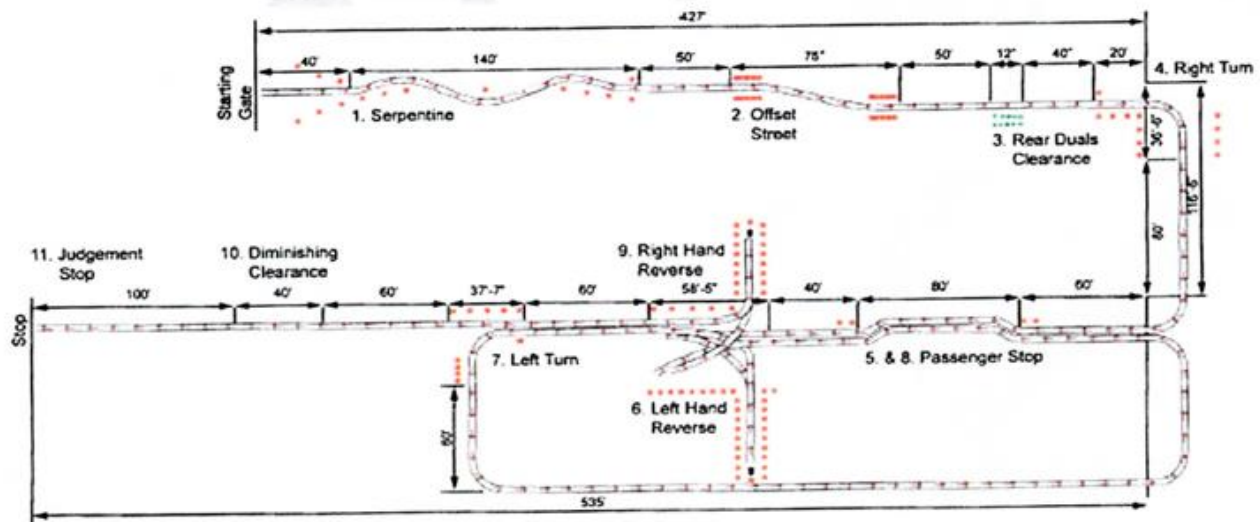 427'
40'
140'
50'
75"
50'
12"
40"
20'
4. Right Turn
Starting
Gate
1. Serpentine
2. Offset
Street
3. Rear Duals
Clearance
36'-6"
116'-6"
80'
11. Judgement
Stop
10. Diminishing
Clearance
9. Right Hand
Reverse
100'
40'
60'
37'-7"
60'
58'-5"
40'
80'
60'
Stop
7. Left Turn
5. & 8. Passenger Stop
6. Left Hand
Reverse
60'
535'